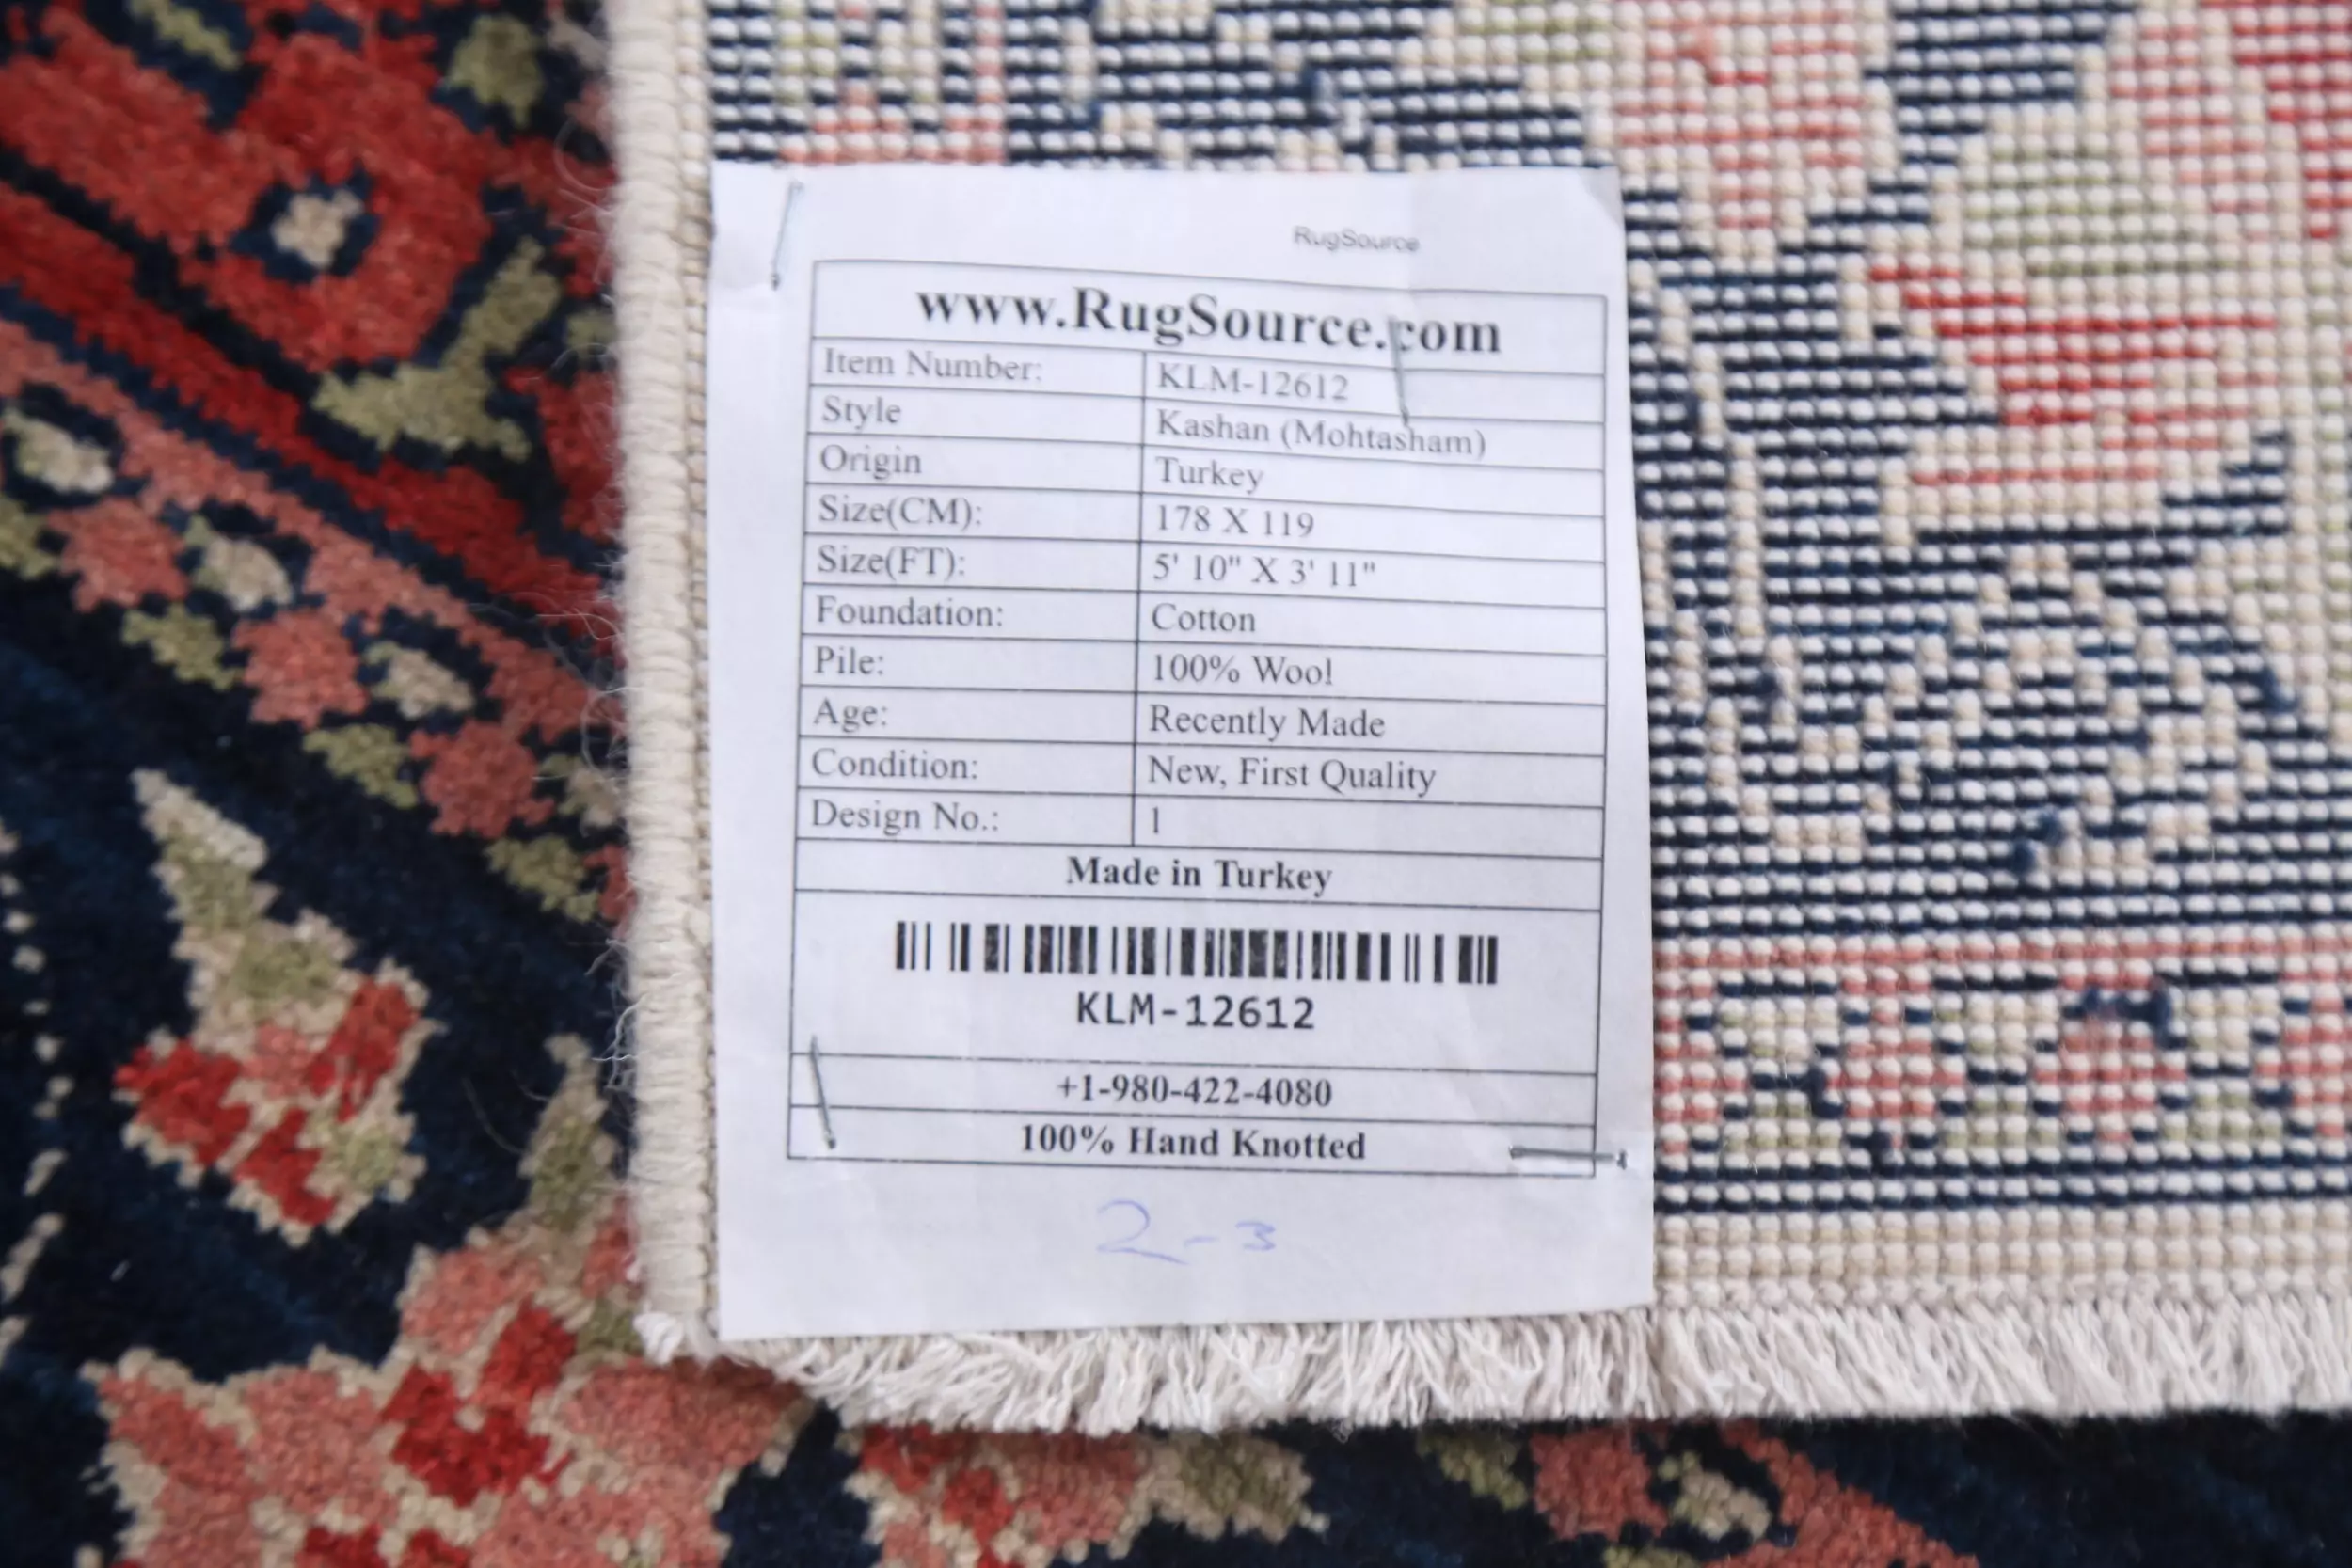 RugSource
www.RugSource.com
Item Number: KLM-12612
Style Kashan (Mohtasham)
Origin Turkey
Size(CM): 178 X 119
Size(FT): 5' 10" X 3' 11"
Foundation: Cotton
Pile: 100% Wool
Age: Recently Made
Condition: New, First Quality
Design No.: 1
Made in Turkey
KLM-12612
+1-980-422-4080
100% Hand Knotted
2-3